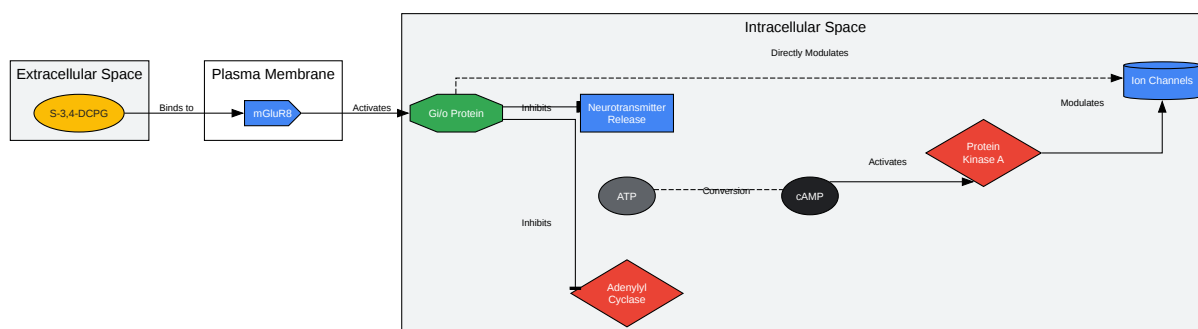 Intracellular Space
Directly Modulates
Extracellular Space
Plasma Membrane
Ion Channels
S-3,4-DCPG
Binds to
mGluR8
Activates
Gi/o Protein
Inhibits
Neurotransmitter
Release
Modulates
Protein
Kinase A
Activates
ATP
Conversion
cAMP
Inhibits
Adenylyl
Cyclase